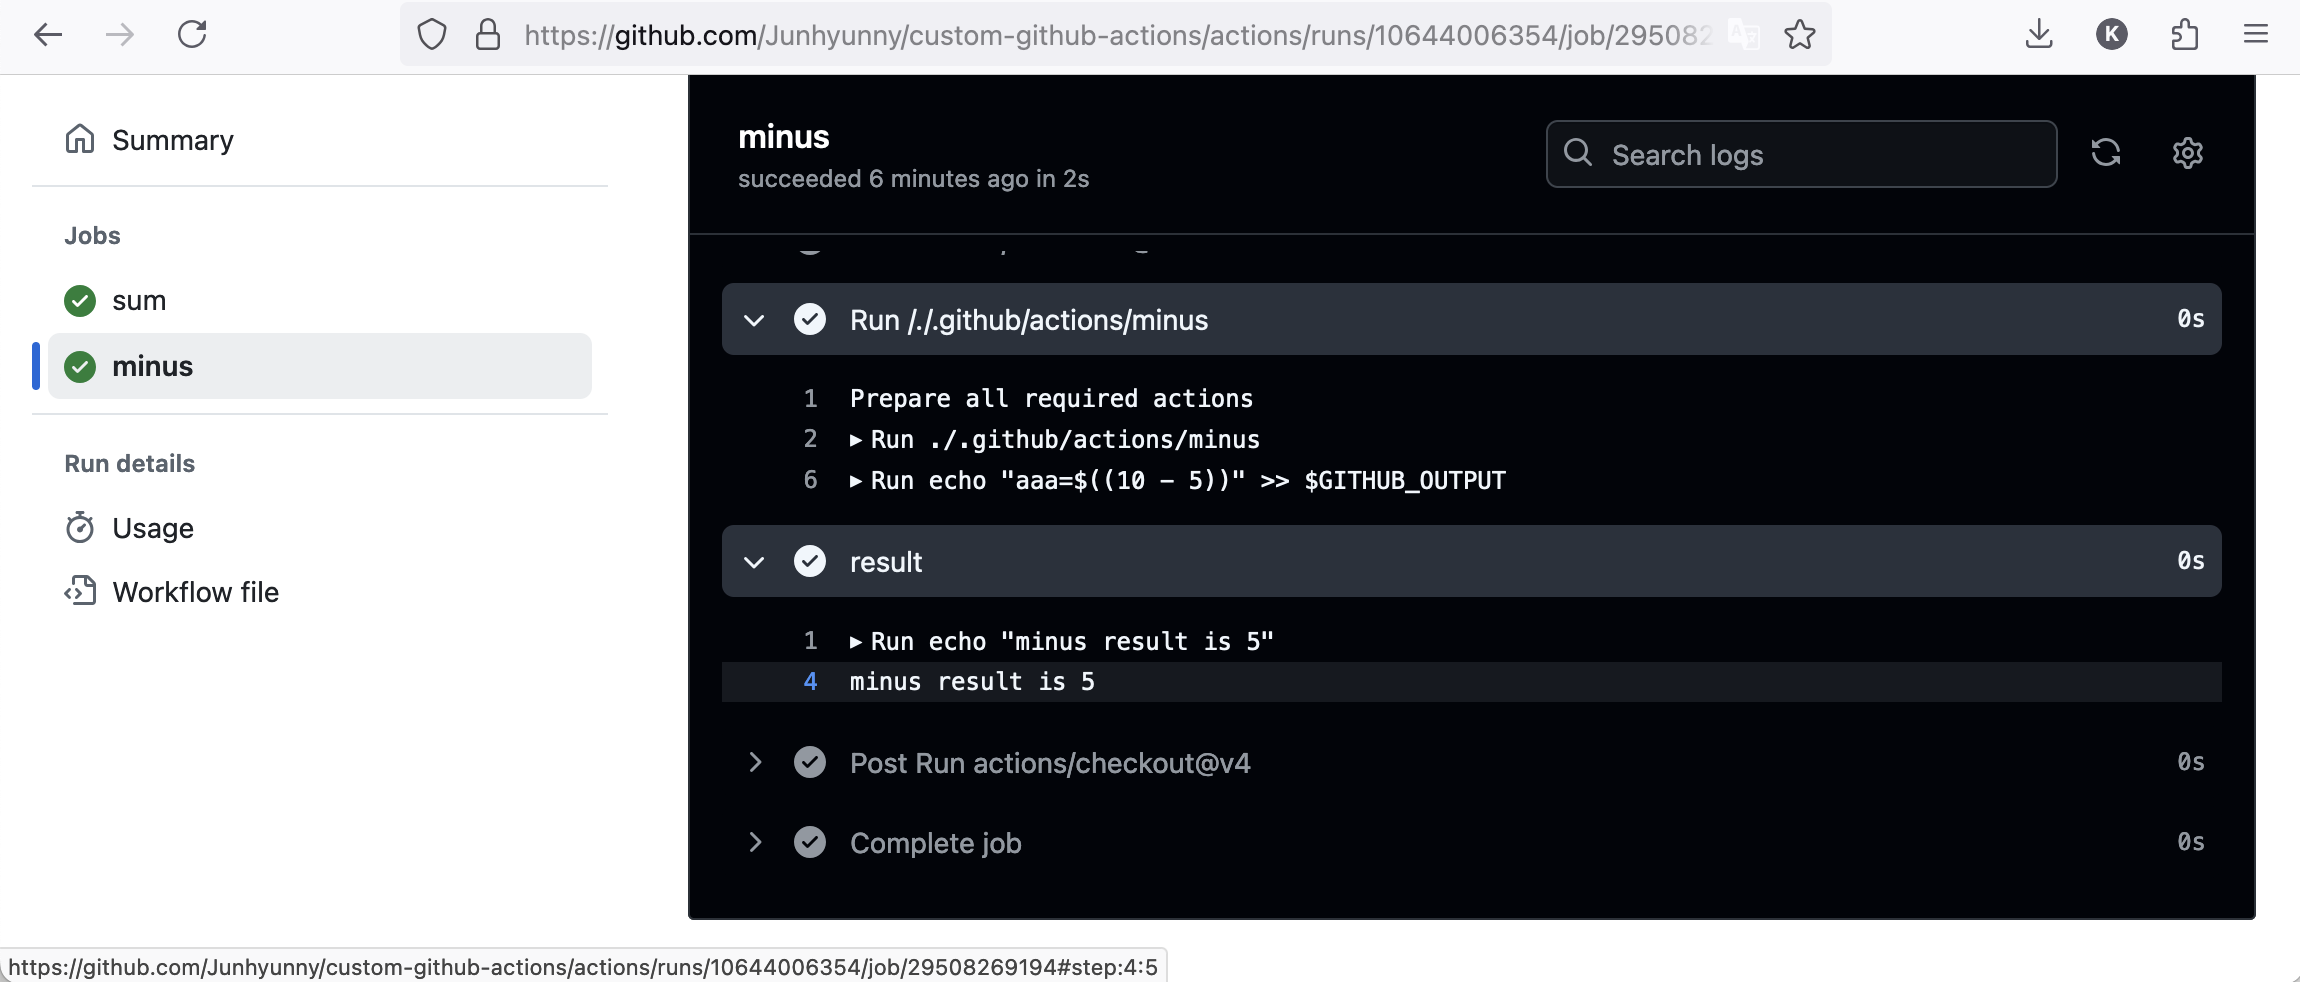 https://github.com/Junhyunny/custom-github-actions/actions/runs/10644006354/job/295082
K
Summary
Jobs
sum
minus
Run details
Usage
Workflow file
minus
succeeded 6 minutes ago in 2s
Search logs
Run /./.github/actions/minus 0s
1 Prepare all required actions
2 ▶ Run ./.github/actions/minus
6 ▶ Run echo "aaa=$((10 - 5))" >> $GITHUB_OUTPUT
result 0s
1 ▶ Run echo "minus result is 5"
4 minus result is 5
Post Run actions/checkout@v4 0s
Complete job 0s
https://github.com/Junhyunny/custom-github-actions/actions/runs/10644006354/job/29508269194#step:4:5